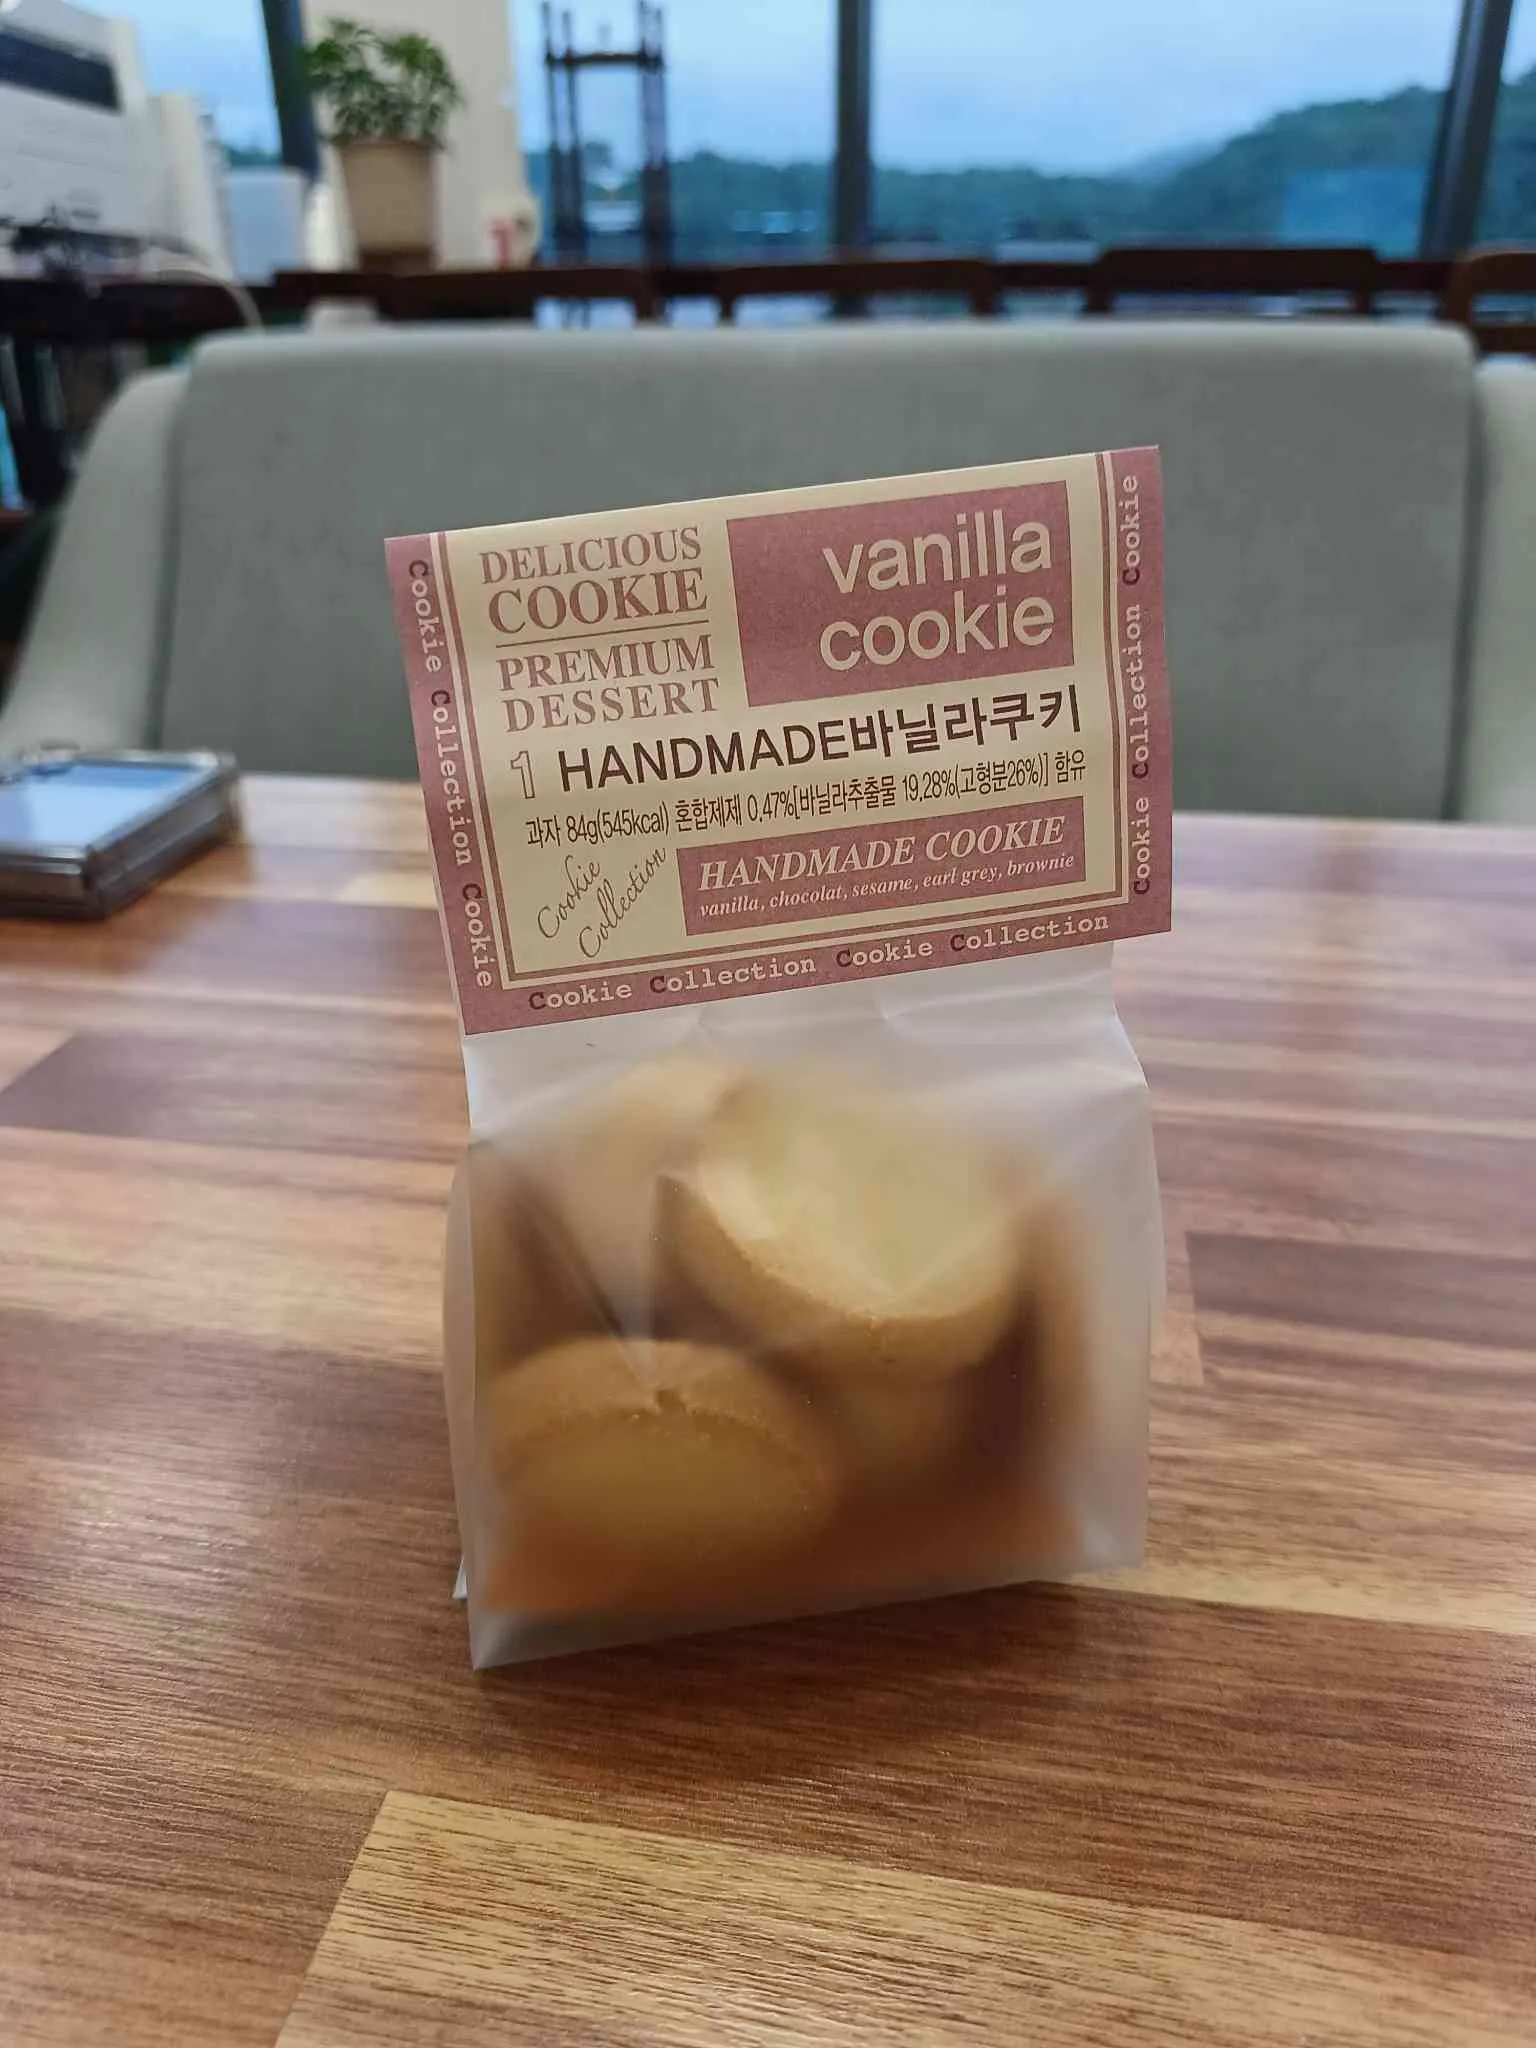 DELICIOUS
COOKIE
PREMIUM
DESSERT
vanilla
cookie
1 HANDMADE바닐라쿠키
과자 84g(545kcal) 혼합제제 0.47%[바닐라추출물 19.28%(고형분26%)] 함유
Cookie
Collection
HANDMADE COOKIE
vanilla, chocolat, sesame, earl grey, brownie
Cookie Collection Cookie
Cookie Collection Cookie Collection
Cookie Collection Cookie